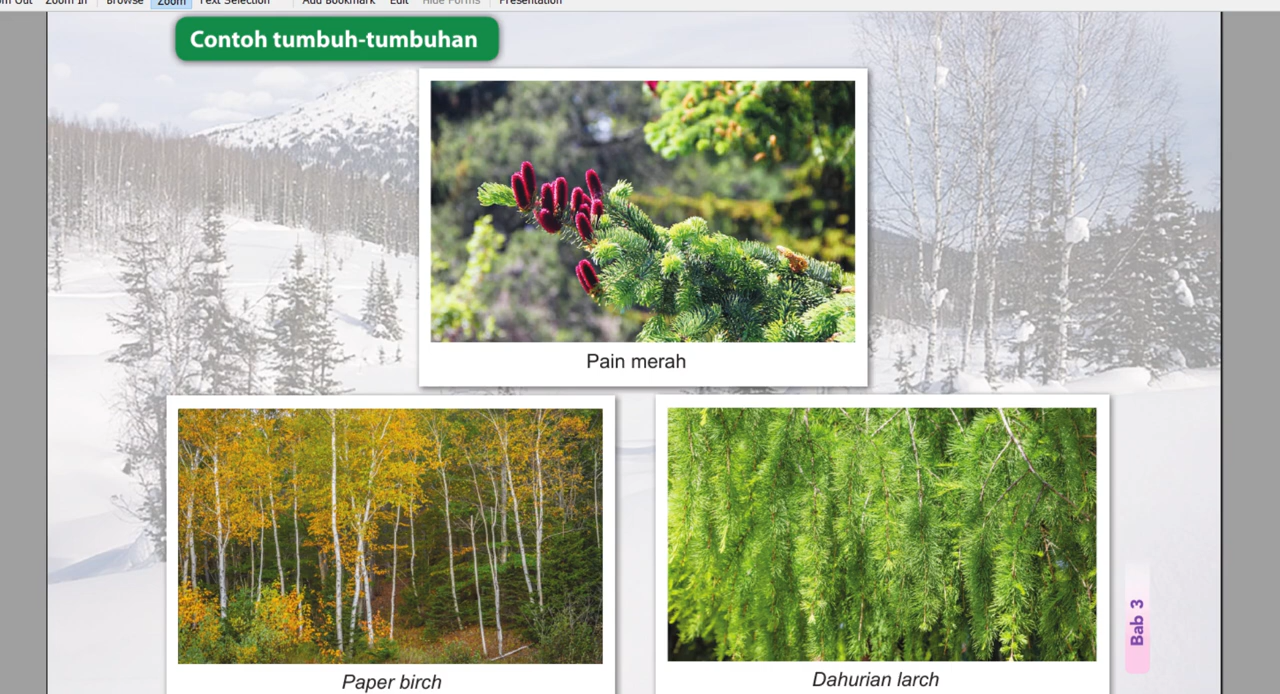 Zoom In Browse Zoom Text Selection Add Bookmark Edit Hide Forms Presentation
Contoh tumbuh-tumbuhan
Pain merah
Paper birch
Dahurian larch
Bab 3